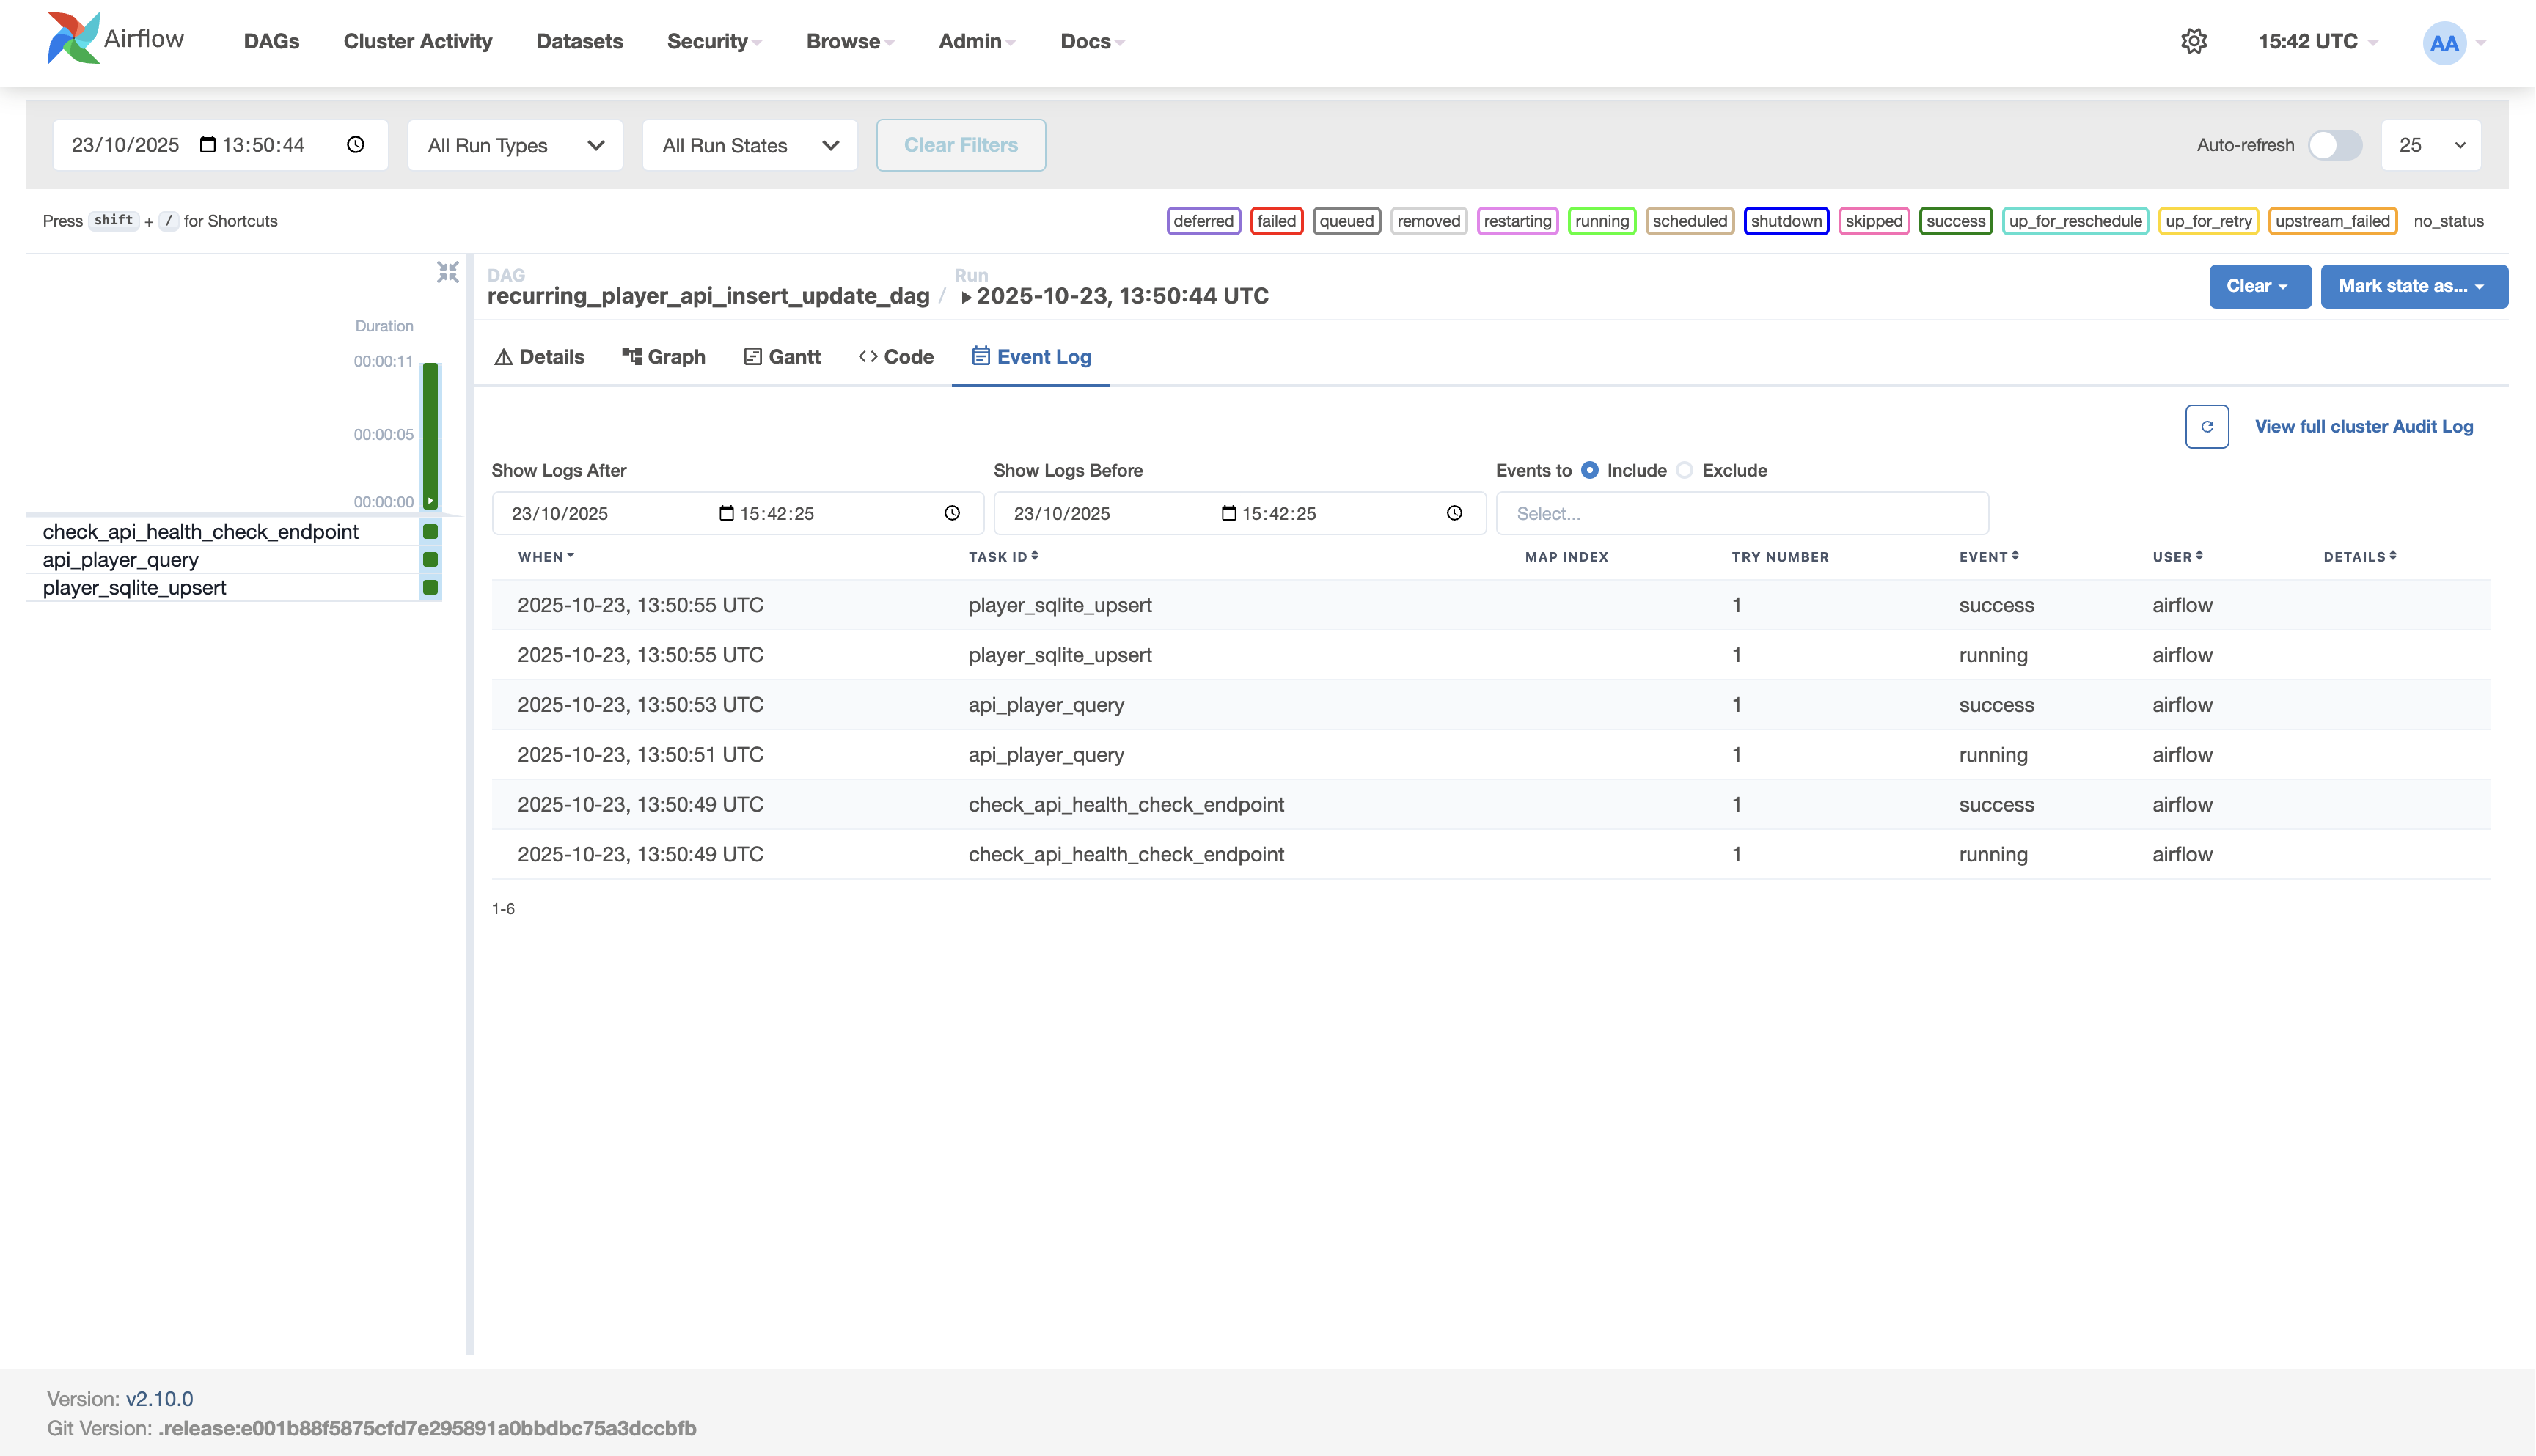 Airflow DAGs Cluster Activity Datasets Security Browse Admin Docs 15:42 UTC AA
23/10/2025 13:50:44 All Run Types All Run States Clear Filters Auto-refresh 25
Press shift + / for Shortcuts deferred failed queued removed restarting running scheduled shutdown skipped success up_for_reschedule up_for_retry upstream_failed no_status
DAG Run
recurring_player_api_insert_update_dag / 2025-10-23, 13:50:44 UTC Clear Mark state as...
Duration
00:00:11
00:00:05
00:00:00
check_api_health_check_endpoint
api_player_query
player_sqlite_upsert
Details Graph Gantt Code Event Log
View full cluster Audit Log
Show Logs After Show Logs Before Events to Include Exclude
23/10/2025 15:42:25 23/10/2025 15:42:25 Select...
WHEN TASK ID MAP INDEX TRY NUMBER EVENT USER DETAILS
2025-10-23, 13:50:55 UTC player_sqlite_upsert 1 success airflow
2025-10-23, 13:50:55 UTC player_sqlite_upsert 1 running airflow
2025-10-23, 13:50:53 UTC api_player_query 1 success airflow
2025-10-23, 13:50:51 UTC api_player_query 1 running airflow
2025-10-23, 13:50:49 UTC check_api_health_check_endpoint 1 success airflow
2025-10-23, 13:50:49 UTC check_api_health_check_endpoint 1 running airflow
1-6
Version: v2.10.0
Git Version: .release:e001b88f5875cfd7e295891a0bbdbc75a3dccbfb